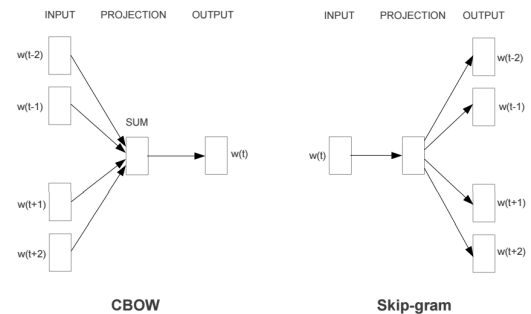 INPUT PROJECTION OUTPUT
w(t-2)
w(t-1)
SUM
w(t)
w(t+1)
w(t+2)
CBOW
INPUT PROJECTION OUTPUT
w(t-2)
w(t-1)
w(t)
w(t+1)
w(t+2)
Skip-gram